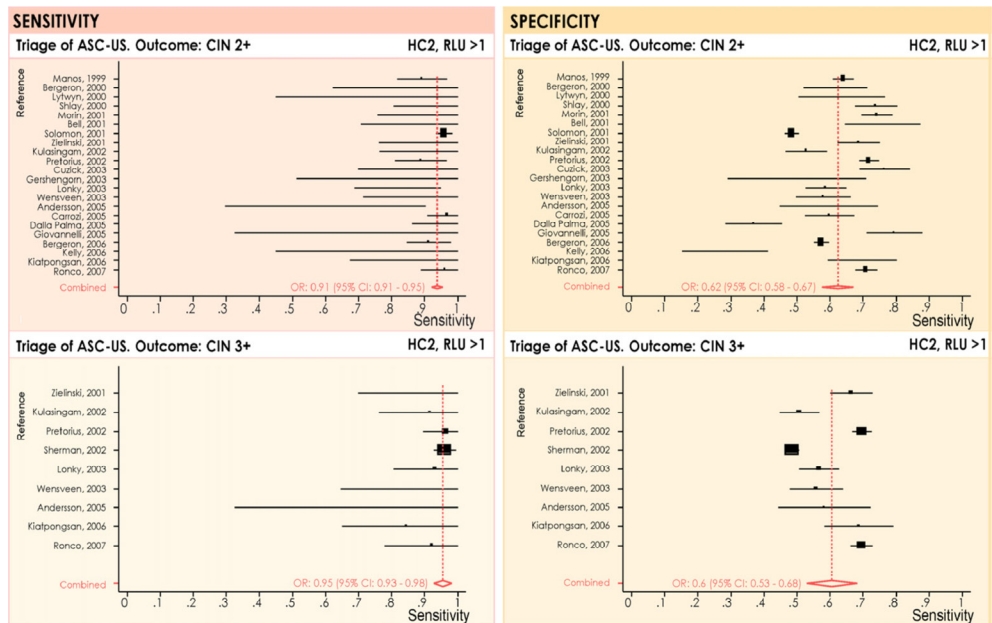 SENSITIVITY
Triage of ASC-US. Outcome: CIN 2+ HC2, RLU >1
Reference
Manos, 1999
Bergeron, 2000
Lytwyn, 2000
Shlay, 2000
Morin, 2001
Bell, 2001
Solomon, 2001
Zielinski, 2001
Kulasingam, 2002
Pretorius, 2002
Cuzick, 2003
Gershengorn, 2003
Lonky, 2003
Wensveen, 2003
Andersson, 2005
Carrozi, 2005
Dalla Palma, 2005
Giovannelli, 2005
Bergeron, 2006
Kelly, 2006
Kiatpongsan, 2006
Ronco, 2007
Combined OR: 0.91 (95% CI: 0.91 - 0.95)
0 .1 .2 .3 .4 .5 .6 .7 .8 .9 1
Sensitivity
Triage of ASC-US. Outcome: CIN 3+ HC2, RLU >1
Reference
Zielinski, 2001
Kulasingam, 2002
Pretorius, 2002
Sherman, 2002
Lonky, 2003
Wensveen, 2003
Andersson, 2005
Kiatpongsan, 2006
Ronco, 2007
Combined OR: 0.95 (95% CI: 0.93 - 0.98)
0 .1 .2 .3 .4 .5 .6 .7 .8 .9 1
Sensitivity
SPECIFICITY
Triage of ASC-US. Outcome: CIN 2+ HC2, RLU >1
Reference
Manos, 1999
Bergeron, 2000
Lytwyn, 2000
Shlay, 2000
Morin, 2001
Bell, 2001
Solomon, 2001
Zielinski, 2001
Kulasingam, 2002
Pretorius, 2002
Cuzick, 2003
Gershengorn, 2003
Lonky, 2003
Wensveen, 2003
Andersson, 2005
Carrozi, 2005
Dalla Palma, 2005
Giovannelli, 2005
Bergeron, 2006
Kelly, 2006
Kiatpongsan, 2006
Ronco, 2007
Combined OR: 0.62 (95% CI: 0.58 - 0.67)
0 .1 .2 .3 .4 .5 .6 .7 .8 .9 1
Sensitivity
Triage of ASC-US. Outcome: CIN 3+ HC2, RLU >1
Reference
Zielinski, 2001
Kulasingam, 2002
Pretorius, 2002
Sherman, 2002
Lonky, 2003
Wensveen, 2003
Andersson, 2005
Kiatpongsan, 2006
Ronco, 2007
Combined OR: 0.6 (95% CI: 0.53 - 0.68)
0 .1 .2 .3 .4 .5 .6 .7 .8 .9 1
Sensitivity